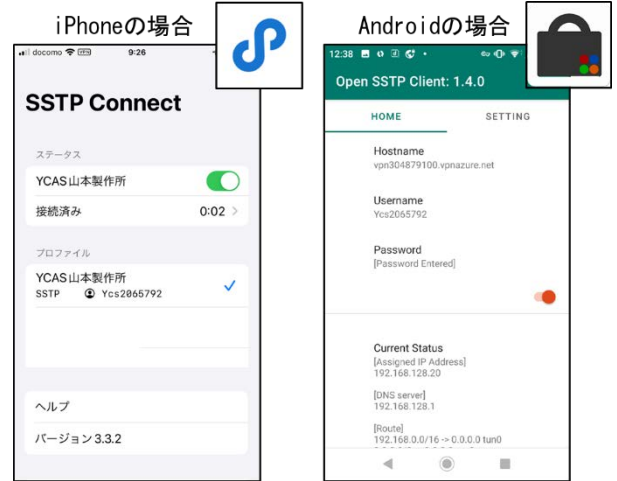 iPhoneの場合
docomo VPN 9:26
SSTP Connect
ステータス
YCAS山本製作所
接続済み 0:02
プロファイル
YCAS山本製作所
SSTP Ycs2065792
ヘルプ
バージョン 3.3.2
Androidの場合
12:38
Open SSTP Client: 1.4.0
HOME SETTING
Hostname
vpn304879100.vpnazure.net
Username
Ycs2065792
Password
[Password Entered]
Current Status
[Assigned IP Address]
192.168.128.20
[DNS server]
192.168.128.1
[Route]
192.168.0.0/16 -> 0.0.0.0 tun0